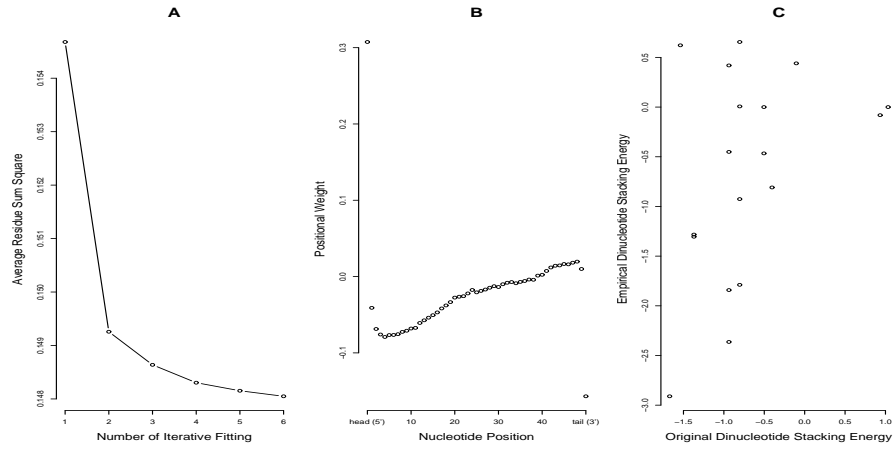 A
Average Residue Sum Square
0.154
0.153
0.152
0.151
0.150
0.149
0.148
1 2 3 4 5 6
Number of Iterative Fitting
B
Positional Weight
0.3
0.2
0.1
0.0
−0.1
head (5') 10 20 30 40 tail (3')
Nucleotide Position
C
Empirical Dinucleotide Stacking Energy
0.5
0.0
−0.5
−1.0
−1.5
−2.0
−2.5
−3.0
−1.5 −1.0 −0.5 0.0 0.5 1.0
Original Dinucleotide Stacking Energy